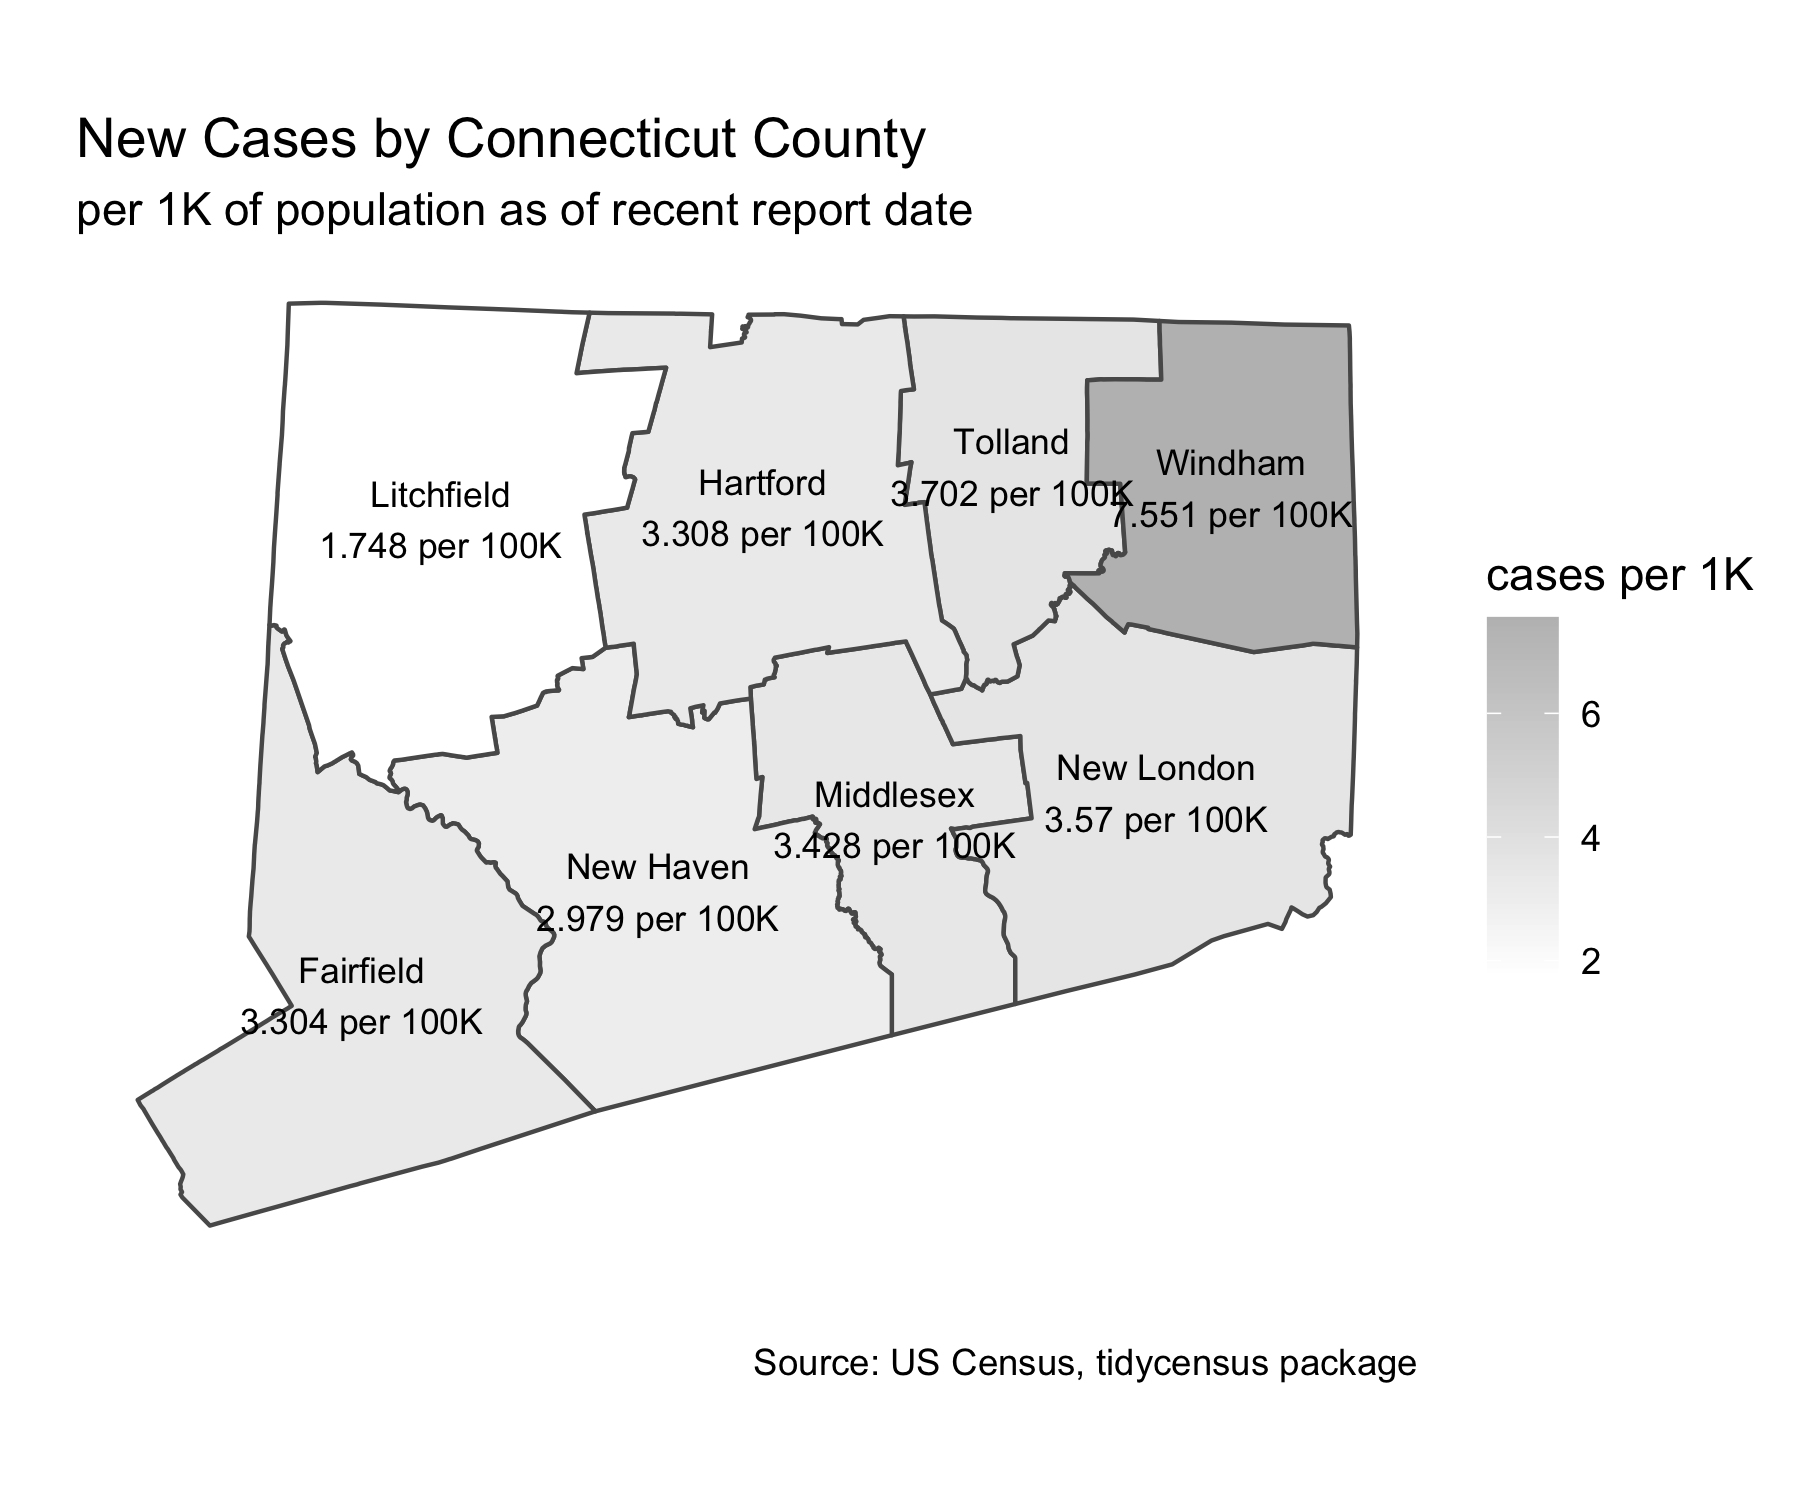 New Cases by Connecticut County
per 1K of population as of recent report date
Litchfield
1.748 per 100K
Hartford
3.308 per 100K
Tolland
3.702 per 100K
Windham
7.551 per 100K
New London
3.57 per 100K
Middlesex
3.428 per 100K
New Haven
2.979 per 100K
Fairfield
3.304 per 100K
cases per 1K
6
4
2
Source: US Census, tidycensus package